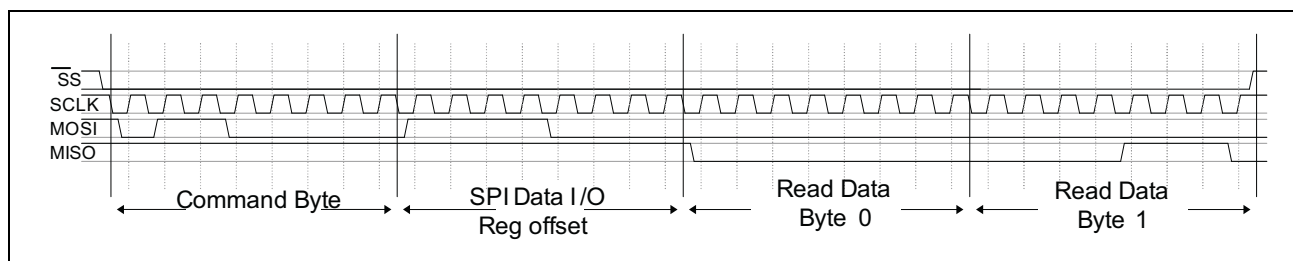 SS
SCLK
MOSI
MISO
Command Byte
SPI Data I/O
Reg offset
Read Data
Byte 0
Read Data
Byte 1